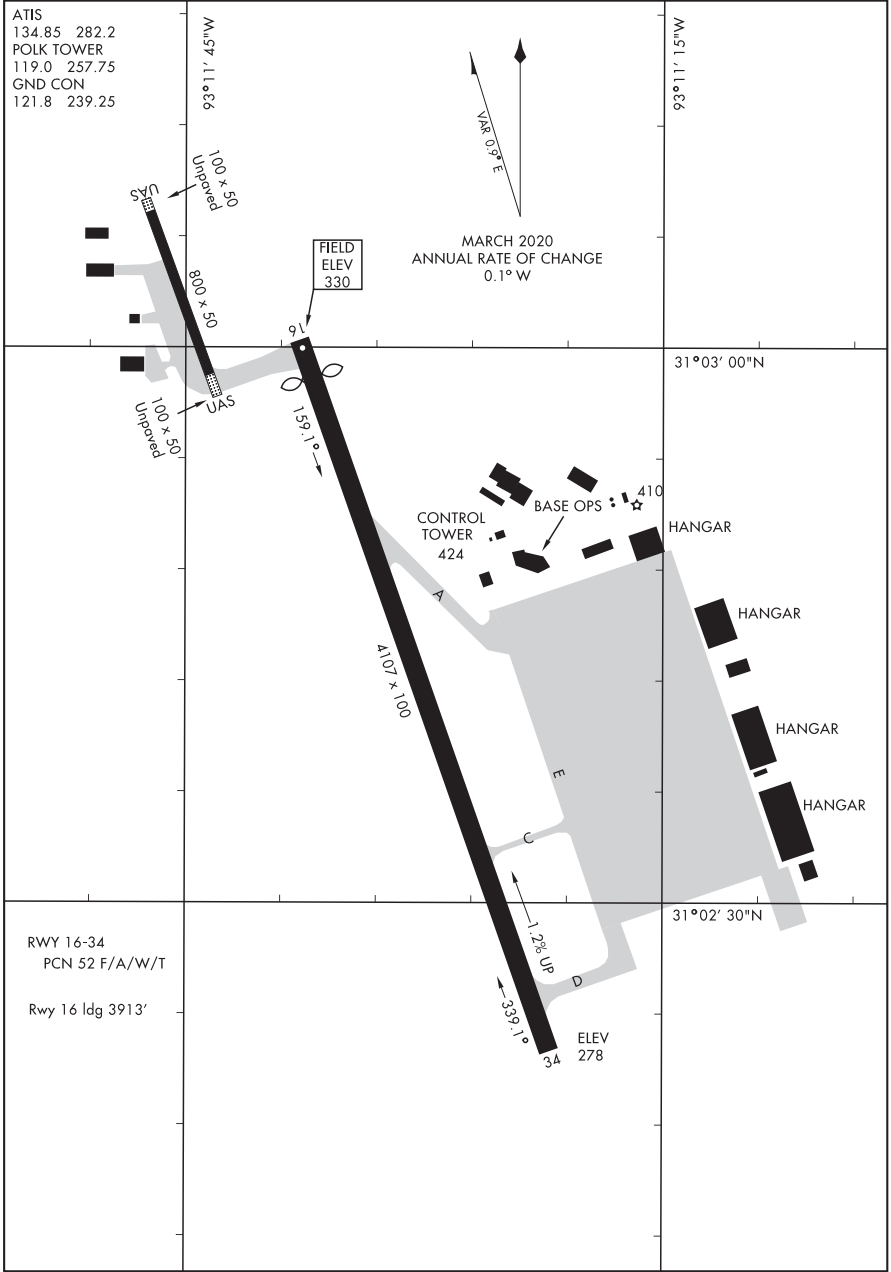 ATIS
134.85 282.2
POLK TOWER
119.0 257.75
GND CON
121.8 239.25
93°11' 45"W
93°11' 15"W
VAR 0.9° E
MARCH 2020
ANNUAL RATE OF CHANGE
0.1° W
UAS
100 x 50
Unpaved
800 x 50
FIELD
ELEV
330
16
31°03' 00"N
UAS
100 x 50
Unpaved
159.1°
410
BASE OPS
CONTROL
TOWER
424
HANGAR
A
HANGAR
4107 x 100
HANGAR
E
HANGAR
C
31°02' 30"N
1.2% UP
D
RWY 16-34
PCN 52 F/A/W/T
Rwy 16 ldg 3913'
339.1°
34
ELEV
278